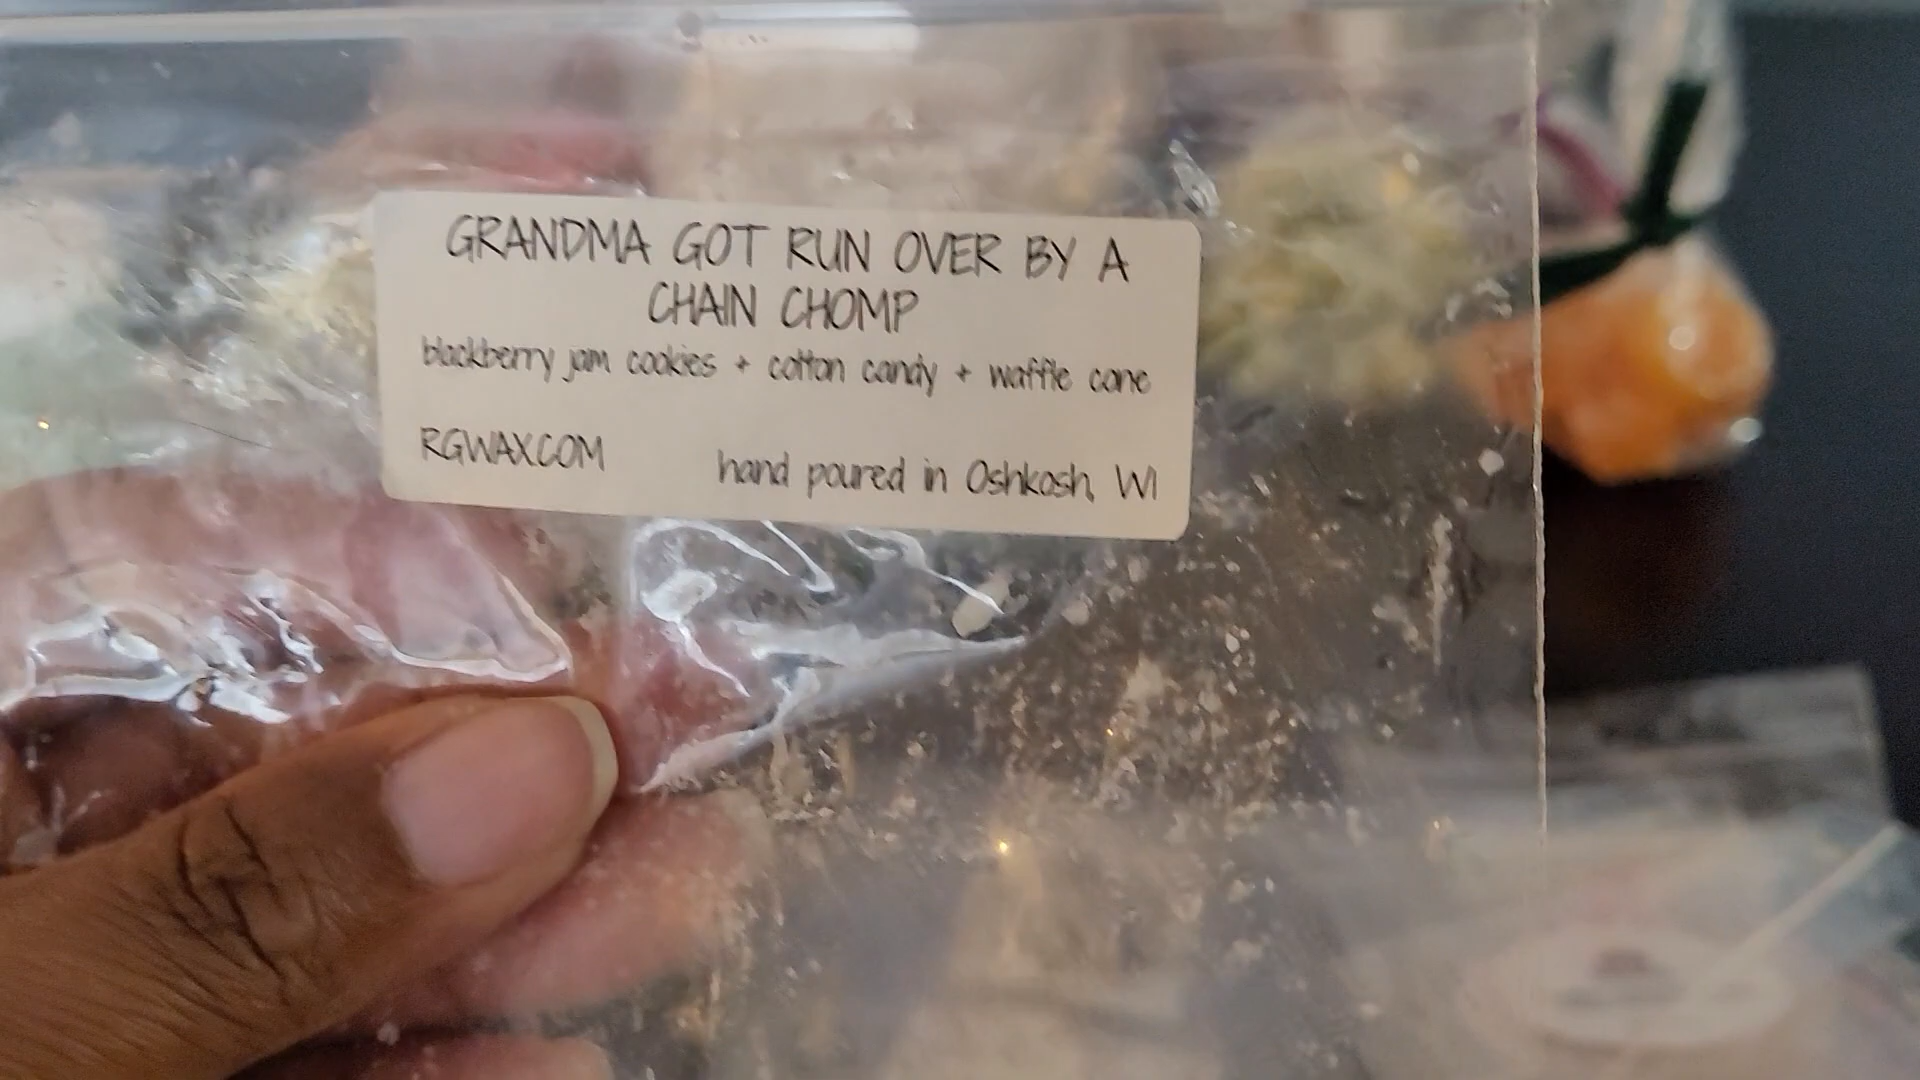 GRANDMA GOT RUN OVER BY A
CHAIN CHOMP
blackberry jam cookies + cotton candy + waffle cone
RGWAX.COM hand poured in Oshkosh, WI